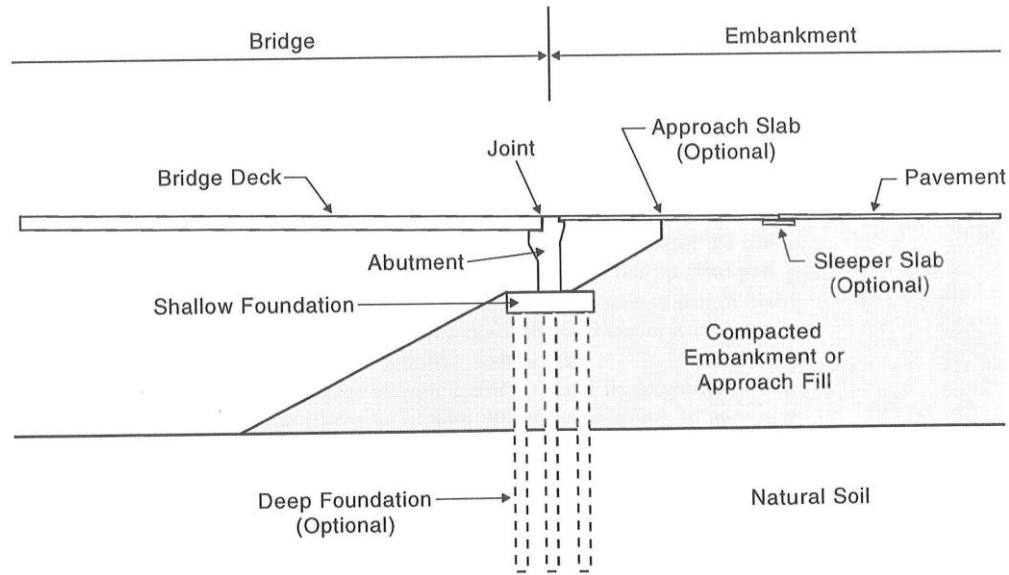 Bridge
Embankment
Joint
Approach Slab
(Optional)
Bridge Deck
Pavement
Abutment
Sleeper Slab
(Optional)
Shallow Foundation
Compacted
Embankment or
Approach Fill
Deep Foundation
(Optional)
Natural Soil